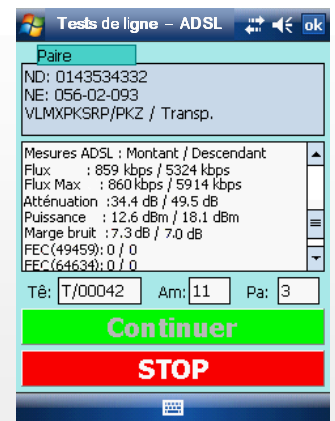 Tests de ligne – ADSL ok
Paire
ND: 0143534332
NE: 056-02-093
VLMXPKSRP/PKZ / Transp.
Mesures ADSL : Montant / Descendant
Flux : 859 kbps / 5324 kbps
Flux Max : 860 kbps / 5914 kbps
Atténuation :34.4 dB / 49.5 dB
Puissance : 12.6 dBm / 18.1 dBm
Marge bruit :7.3 dB / 7.0 dB
FEC(49459): 0 / 0
FEC(64634): 0 / 0
Tê: T/00042 Am: 11 Pa: 3
Continuer
STOP